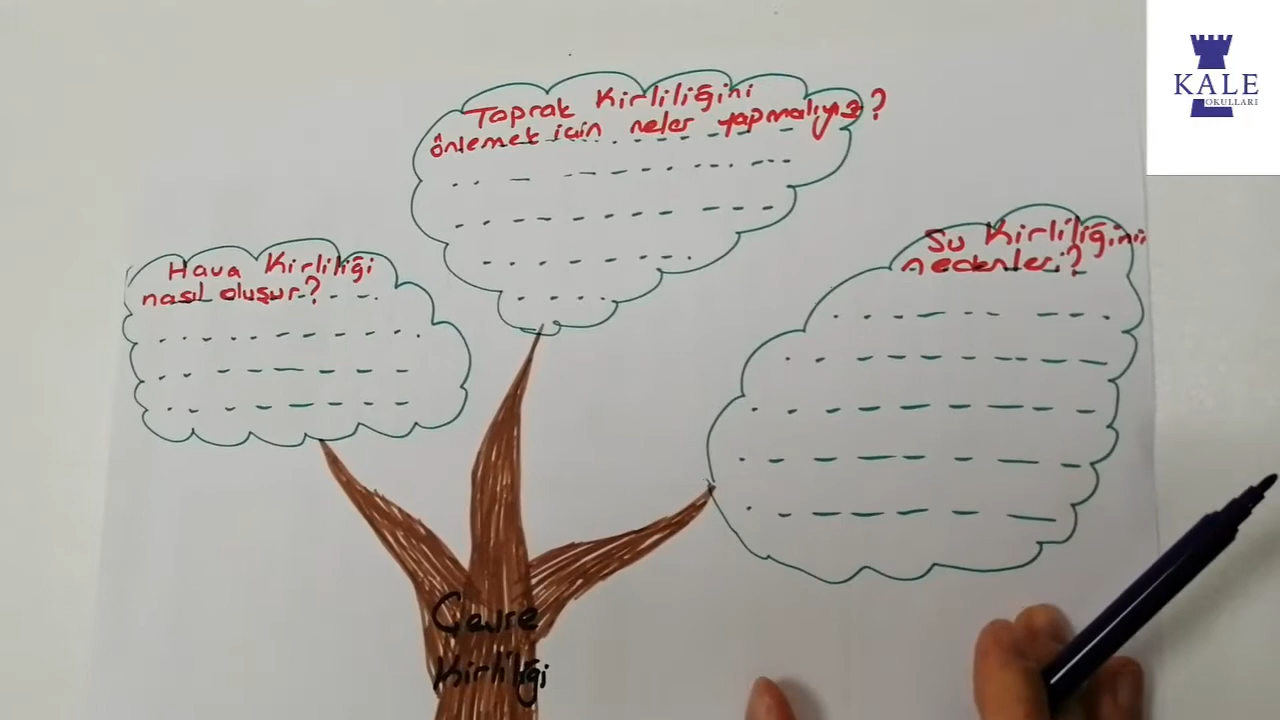 KALE
OKULLARI
Toprak Kirliliğini
önlemek için neler yapmalıyız?
Su Kirliliğinin
nedenleri?
Hava Kirliliği
nasıl oluşur?
Çevre
Kirliliği